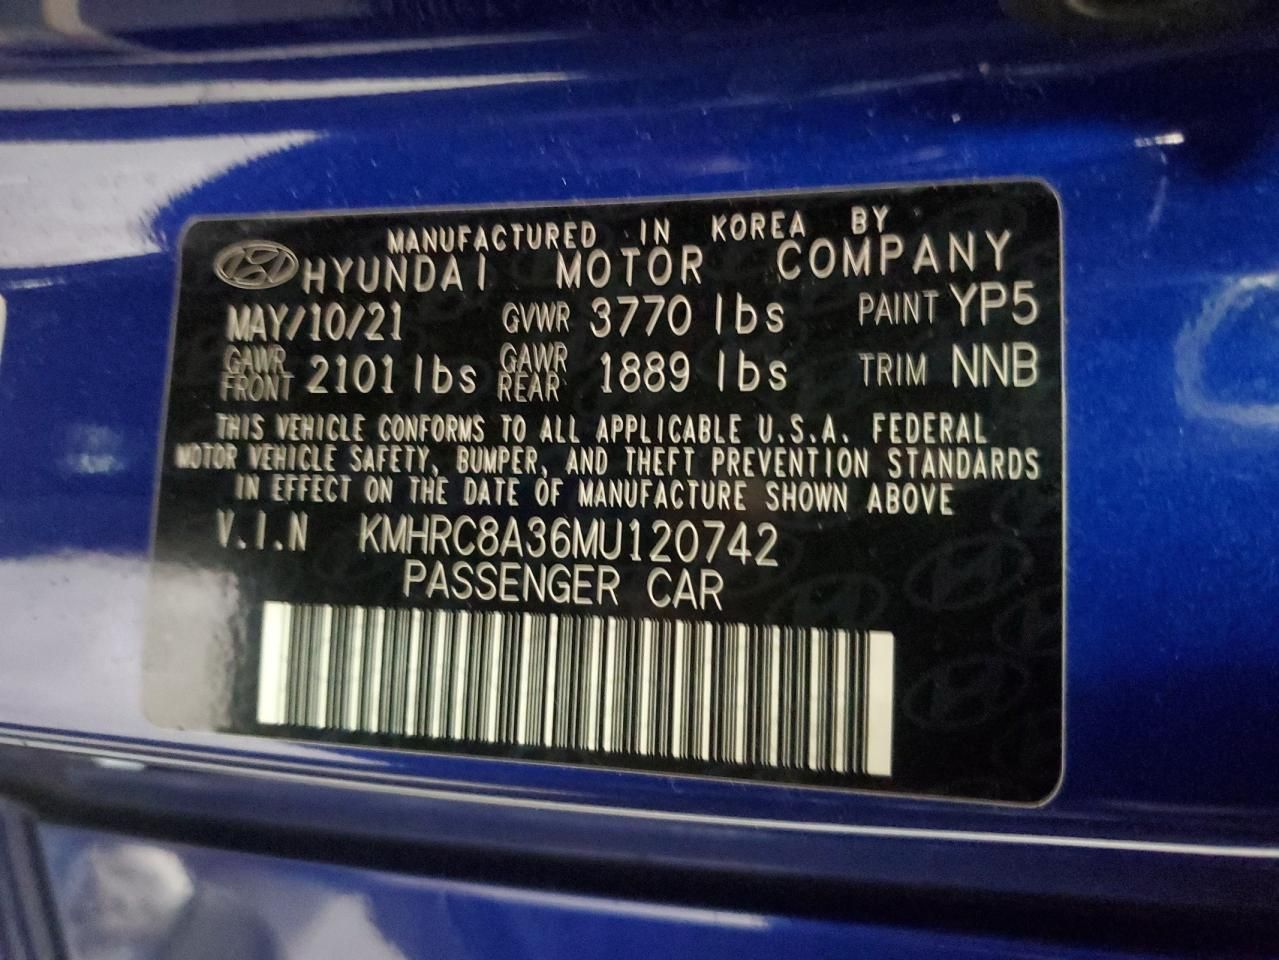 MANUFACTURED IN KOREA BY
HYUNDAI MOTOR COMPANY
MAY/10/21 GVWR 3770 lbs PAINT YP5
GAWR FRONT 2101 lbs GAWR REAR 1889 lbs TRIM NNB
THIS VEHICLE CONFORMS TO ALL APPLICABLE U.S.A. FEDERAL
MOTOR VEHICLE SAFETY, BUMPER, AND THEFT PREVENTION STANDARDS
IN EFFECT ON THE DATE OF MANUFACTURE SHOWN ABOVE
V.I.N KMHRC8A36MU120742
PASSENGER CAR